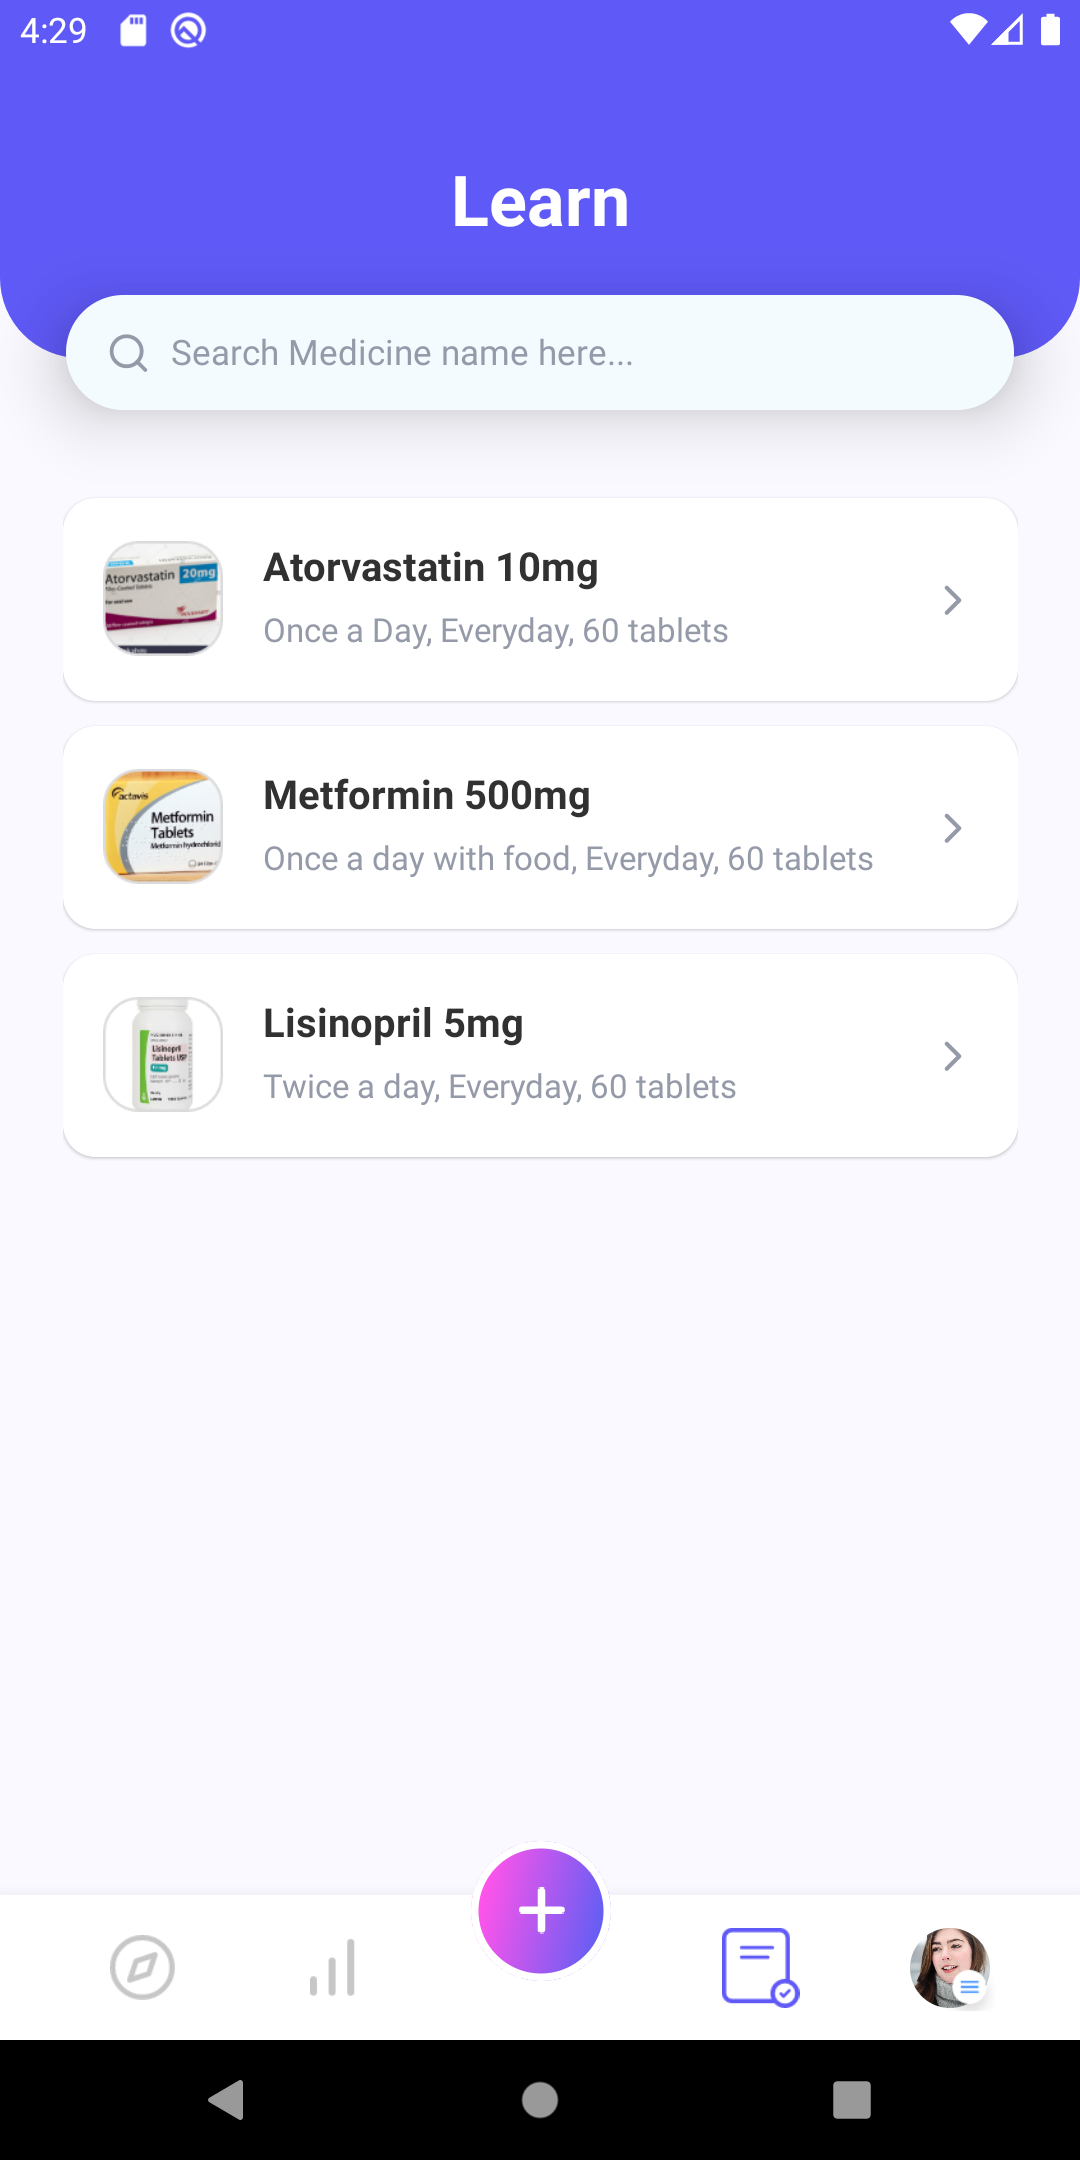 4:29
Learn
Search Medicine name here...
Atorvastatin 20mg
Atorvastatin 10mg
Once a Day, Everyday, 60 tablets
actavis
Metformin
Tablets
Metformin hydrochlorid
Metformin 500mg
Once a day with food, Everyday, 60 tablets
Lisinopril
Tablets USP
Lisinopril 5mg
Twice a day, Everyday, 60 tablets